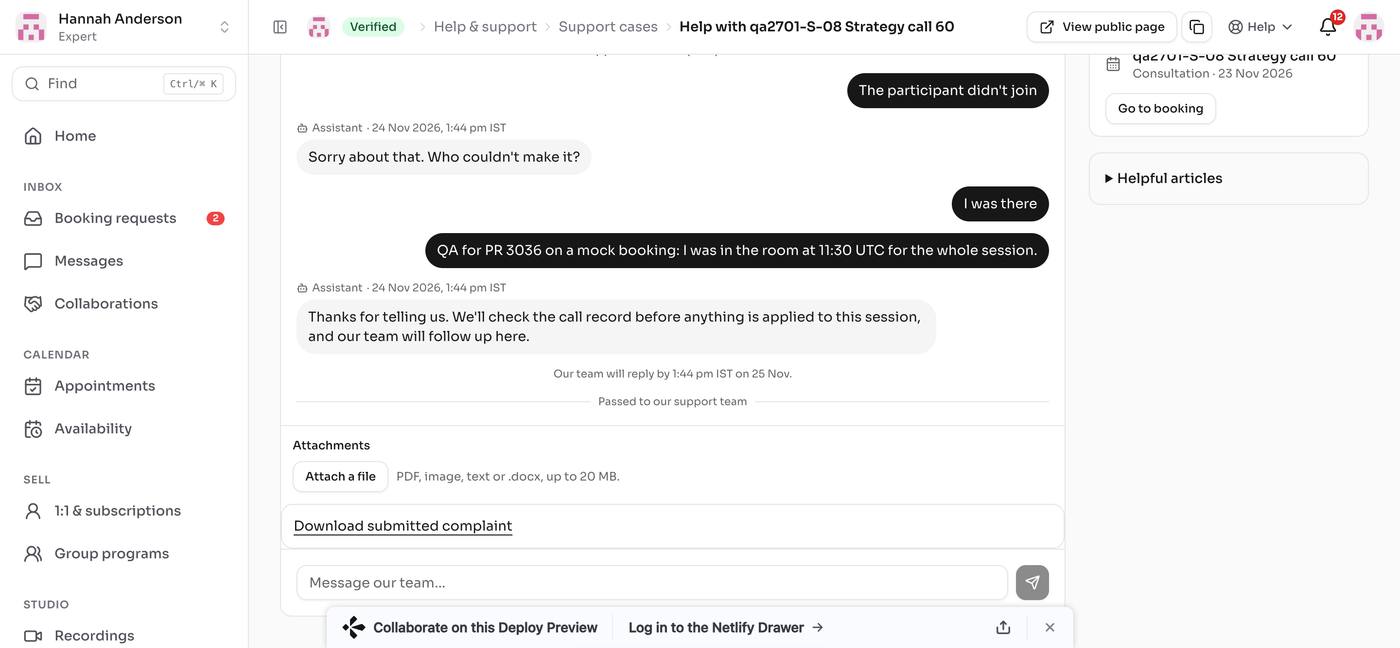 Hannah Anderson
Expert
Verified
Help & support
Support cases
Help with qa2701-S-08 Strategy call 60
View public page
Help
12
Find
Ctrl/⌘ K
Home
INBOX
Booking requests
2
Messages
Collaborations
CALENDAR
Appointments
Availability
SELL
1:1 & subscriptions
Group programs
STUDIO
Recordings
The participant didn't join
Assistant · 24 Nov 2026, 1:44 pm IST
Sorry about that. Who couldn't make it?
I was there
QA for PR 3036 on a mock booking: I was in the room at 11:30 UTC for the whole session.
Assistant · 24 Nov 2026, 1:44 pm IST
Thanks for telling us. We'll check the call record before anything is applied to this session,
and our team will follow up here.
Our team will reply by 1:44 pm IST on 25 Nov.
Passed to our support team
Attachments
Attach a file
PDF, image, text or .docx, up to 20 MB.
Download submitted complaint
Message our team...
qa2701-S-08 Strategy call 60
Consultation · 23 Nov 2026
Go to booking
Helpful articles
Collaborate on this Deploy Preview
Log in to the Netlify Drawer →